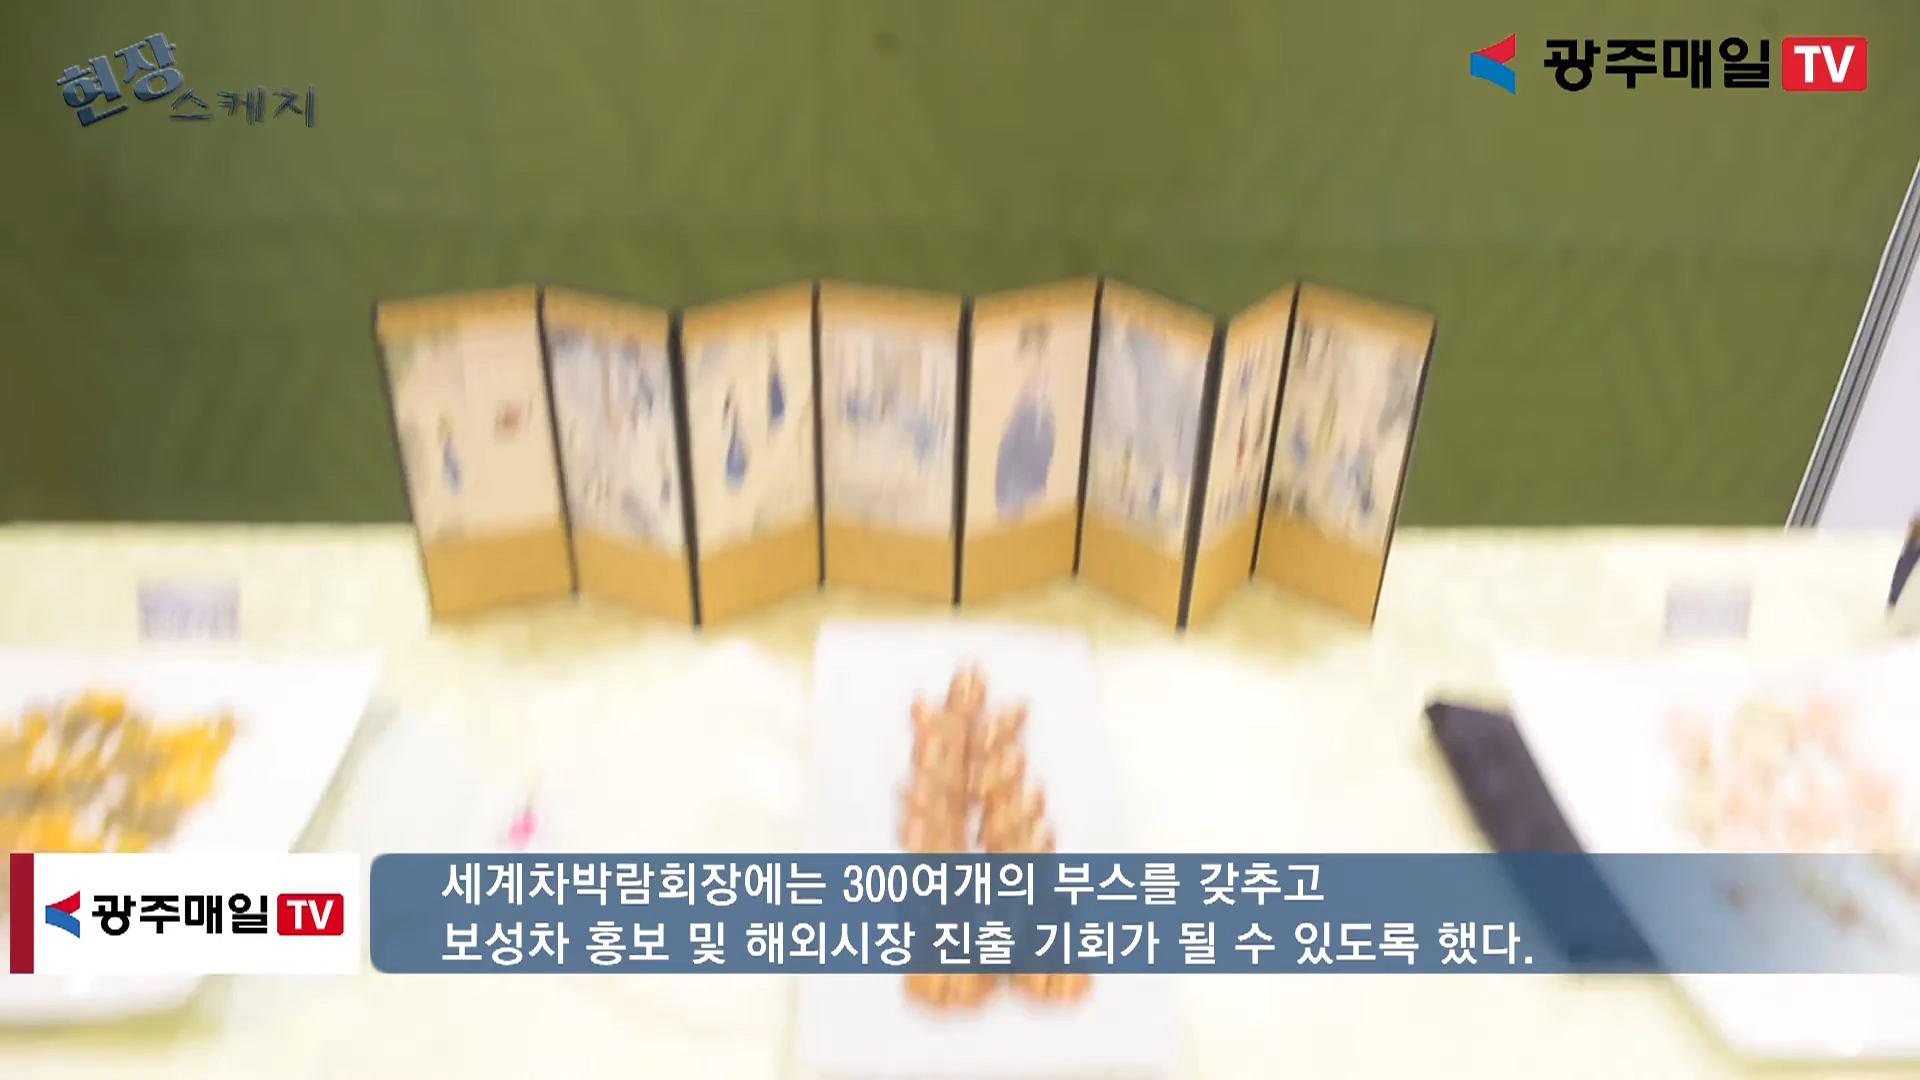 현장
스케치
광주매일 TV
광주매일 TV
세계차박람회장에는 300여개의 부스를 갖추고
보성차 홍보 및 해외시장 진출 기회가 될 수 있도록 했다.